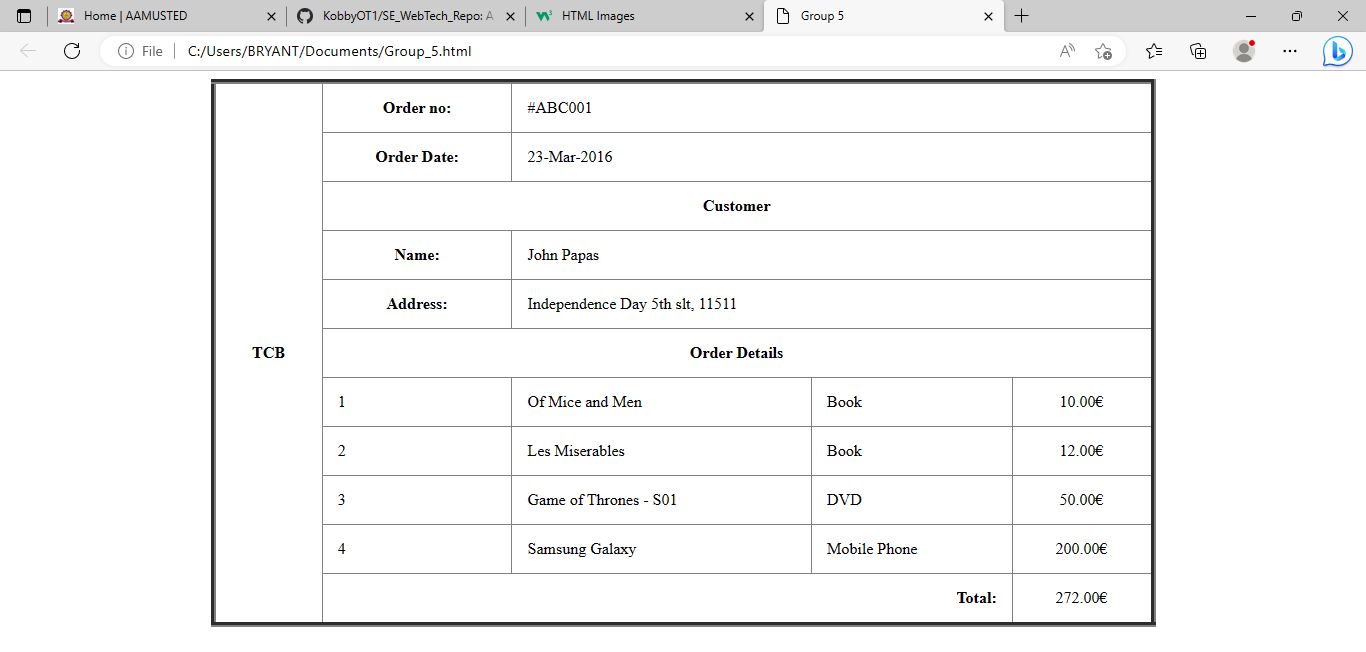 Home | AAMUSTED
KobbyOT1/SE_WebTech_Repo: A
HTML Images
Group 5
File
C:/Users/BRYANT/Documents/Group_5.html
TCB
Order no: #ABC001
Order Date: 23-Mar-2016
Customer
Name: John Papas
Address: Independence Day 5th slt, 11511
Order Details
1 Of Mice and Men Book 10.00€
2 Les Miserables Book 12.00€
3 Game of Thrones - S01 DVD 50.00€
4 Samsung Galaxy Mobile Phone 200.00€
Total: 272.00€